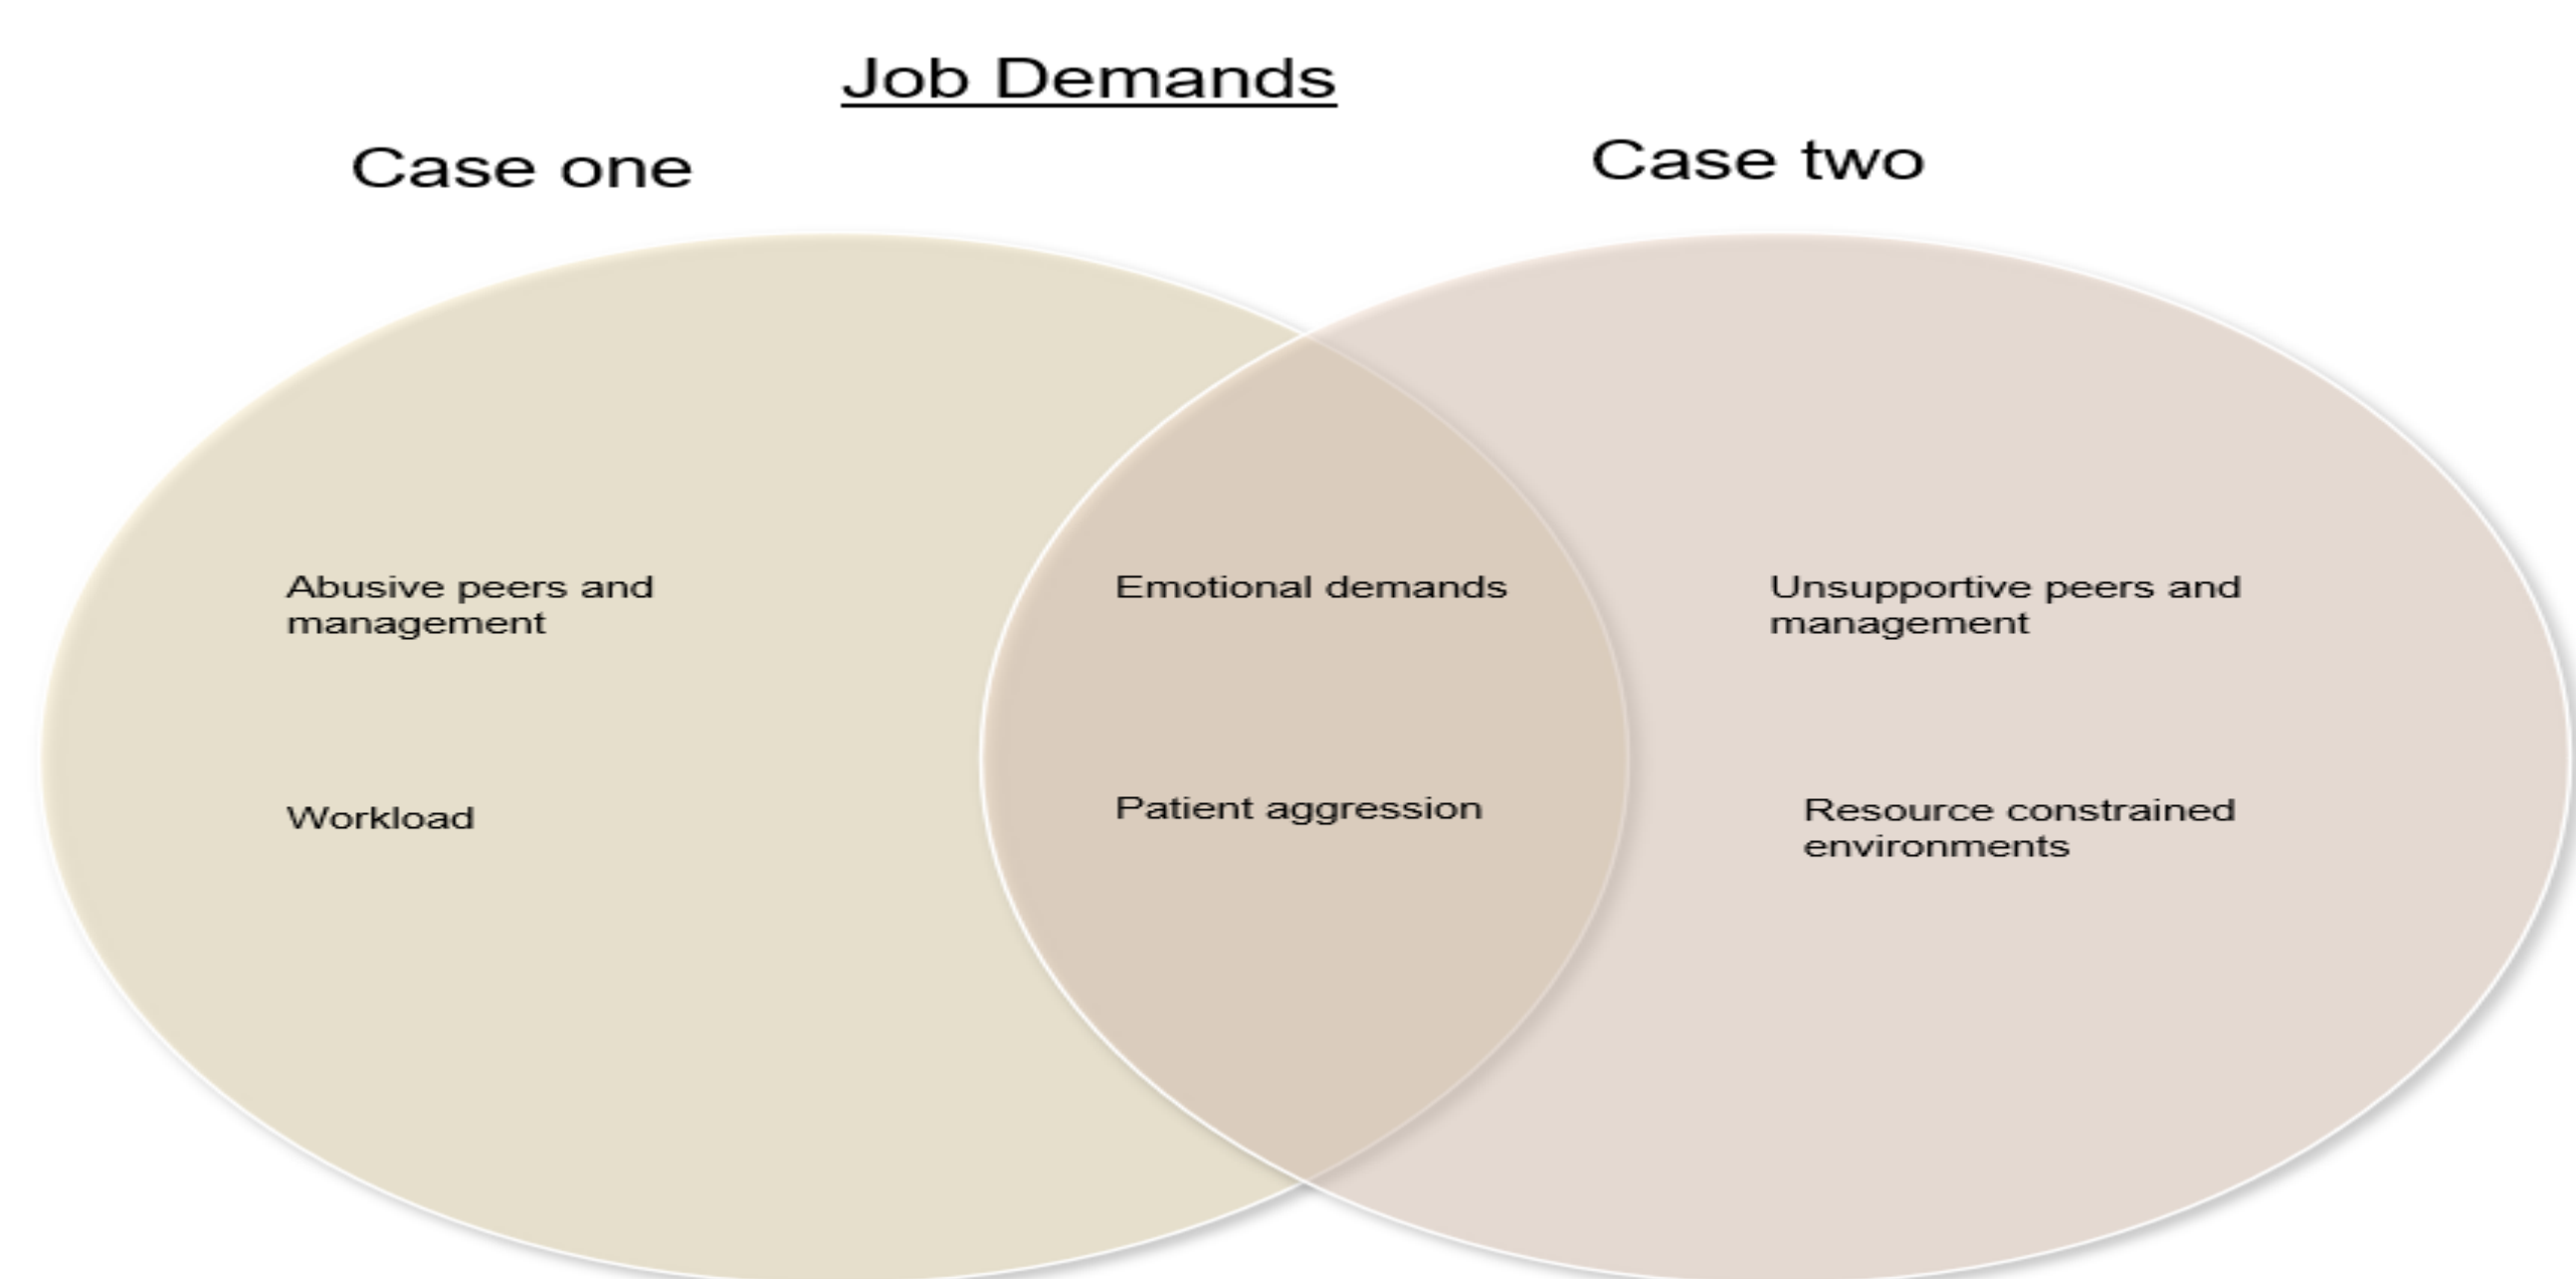 Job Demands
Case one
Case two
Abusive peers and
management
Emotional demands
Unsupportive peers and
management
Workload
Patient aggression
Resource constrained
environments